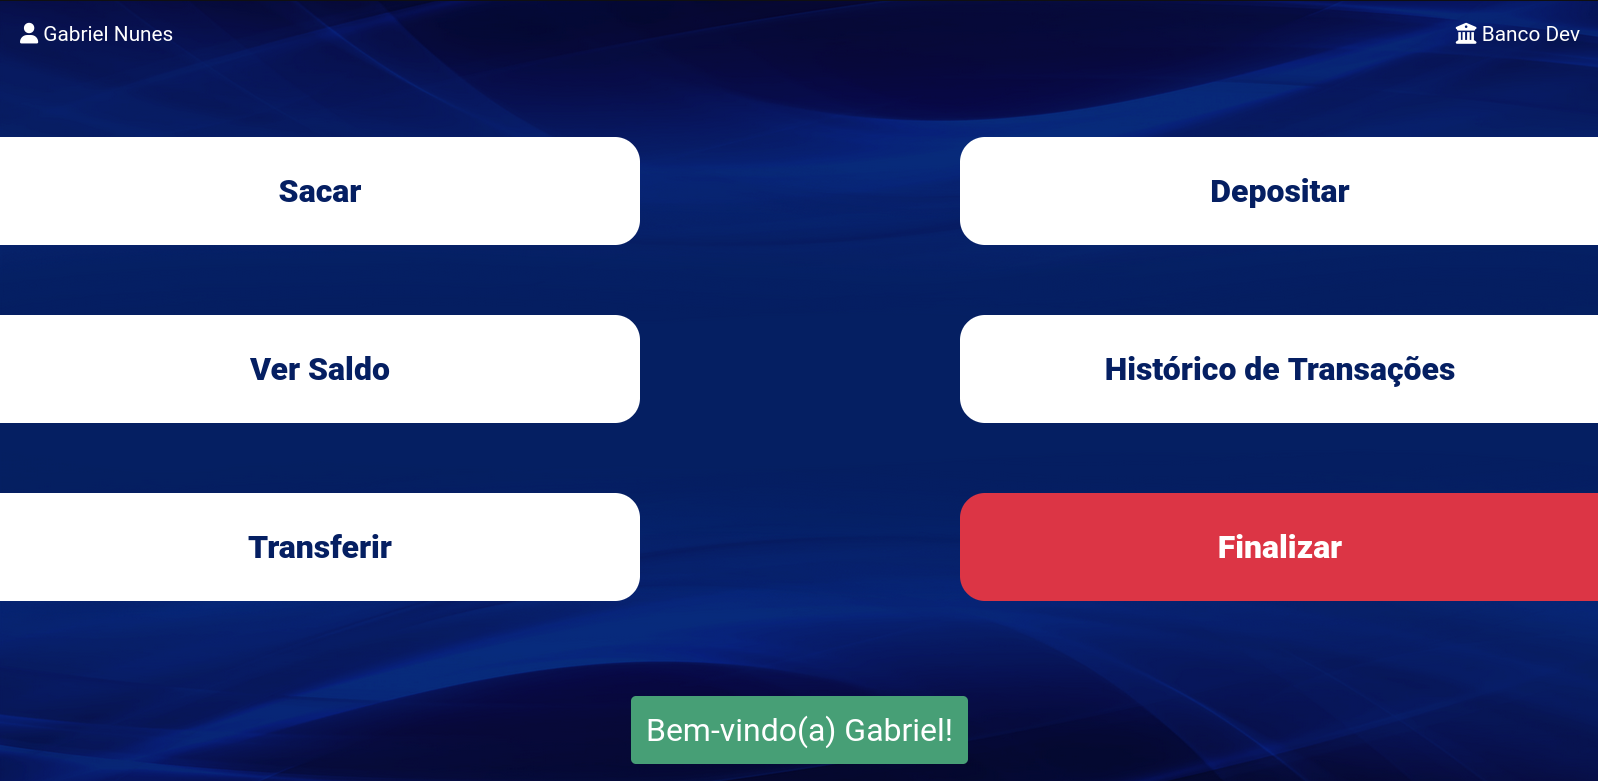 Gabriel Nunes
Banco Dev
Sacar
Depositar
Ver Saldo
Histórico de Transações
Transferir
Finalizar
Bem-vindo(a) Gabriel!